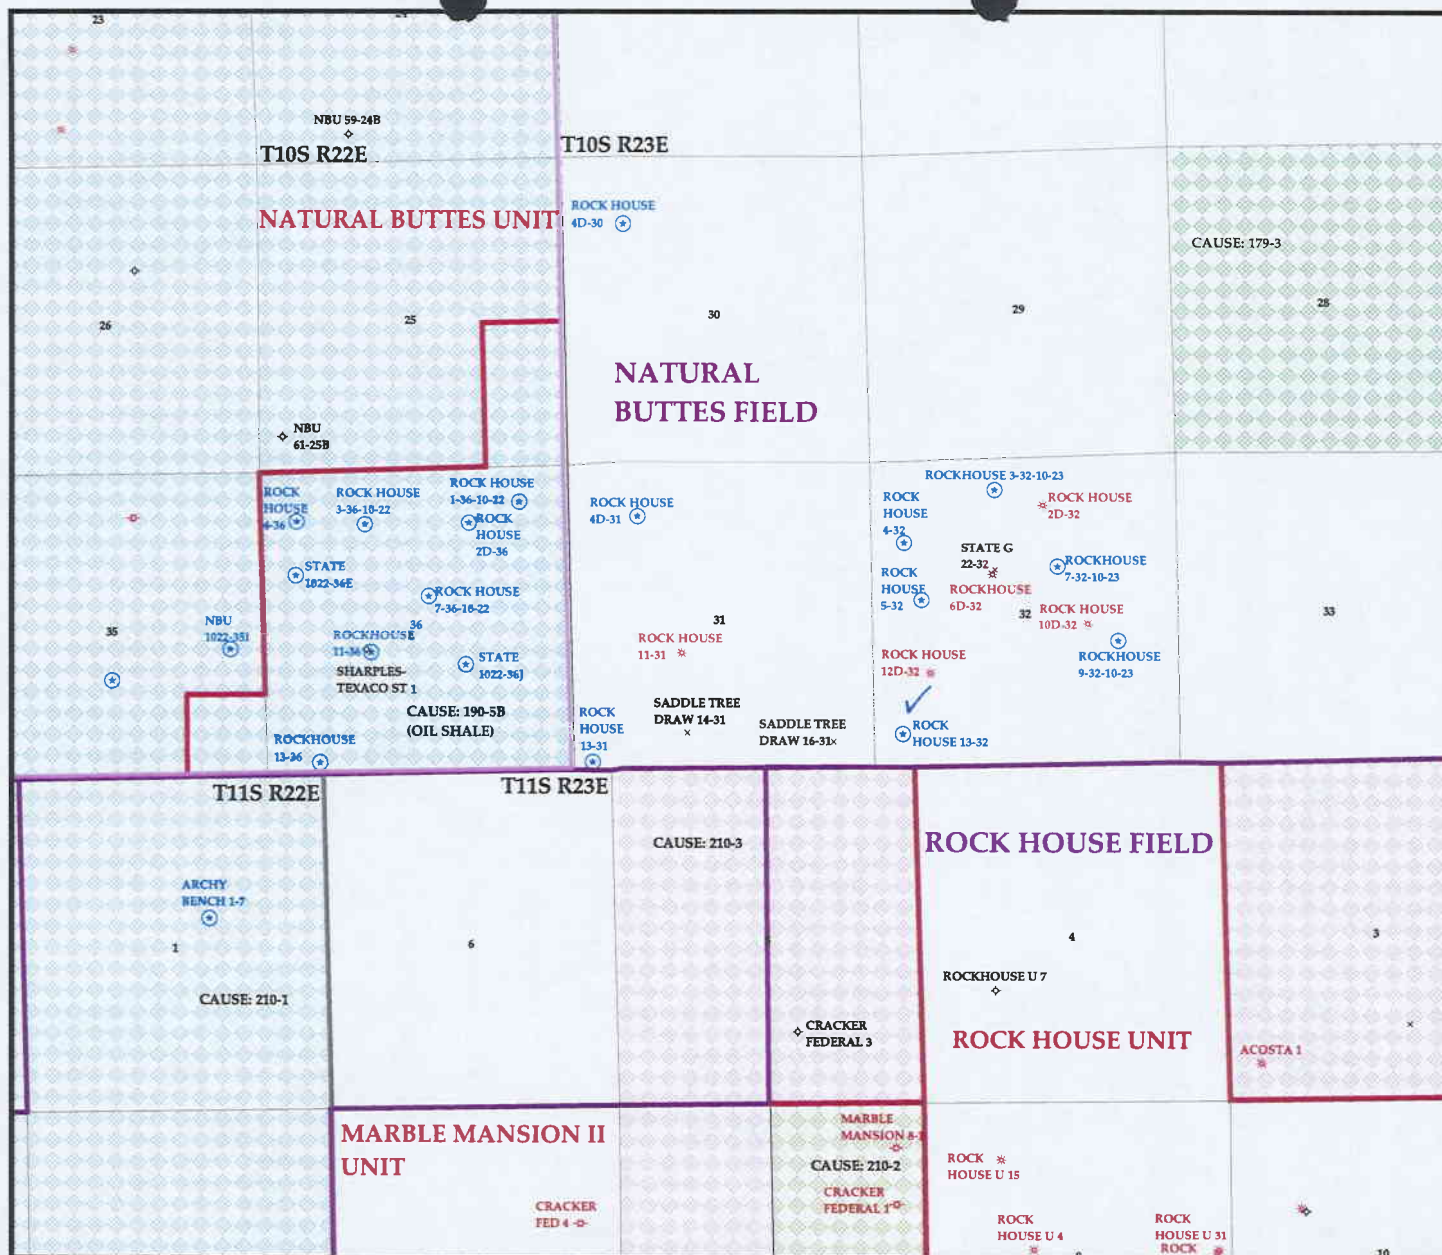 23
24
NBU 59-24B
T10S R22E
T10S R23E
NATURAL BUTTES UNIT
ROCK HOUSE
4D-30
CAUSE: 179-3
26
25
30
29
28
NATURAL
BUTTES FIELD
NBU
61-25B
ROCK
HOUSE
4-36
ROCK HOUSE
3-36-10-22
ROCK HOUSE
1-36-10-22
ROCK
HOUSE
2D-36
ROCK HOUSE
4D-31
ROCKHOUSE 3-32-10-23
ROCK
HOUSE
4-32
ROCK HOUSE
2D-32
STATE
1022-36E
ROCK HOUSE
7-36-10-22
36
STATE G
22-32
ROCKHOUSE
7-32-10-23
ROCK
HOUSE
5-32
ROCKHOUSE
6D-32
32
ROCK HOUSE
10D-32
33
35
NBU
1022-35I
ROCKHOUSE
11-36
SHARPLES-
TEXACO ST 1
STATE
1022-36J
31
ROCK HOUSE
11-31
ROCK HOUSE
12D-32
ROCKHOUSE
9-32-10-23
CAUSE: 190-5B
(OIL SHALE)
SADDLE TREE
DRAW 14-31
SADDLE TREE
DRAW 16-31
ROCK
HOUSE
13-31
ROCK
HOUSE 13-32
ROCKHOUSE
13-36
T11S R22E
T11S R23E
CAUSE: 210-3
ROCK HOUSE FIELD
ARCHY
BENCH 1-7
1
6
5
4
3
ROCKHOUSE U 7
CAUSE: 210-1
CRACKER
FEDERAL 3
ROCK HOUSE UNIT
ACOSTA 1
MARBLE MANSION II
UNIT
MARBLE
MANSION 8-1
CAUSE: 210-2
ROCK
HOUSE U 15
CRACKER
FEDERAL 1
CRACKER
FED 4
ROCK
HOUSE U 4
ROCK
HOUSE U 31
ROCK
9
10